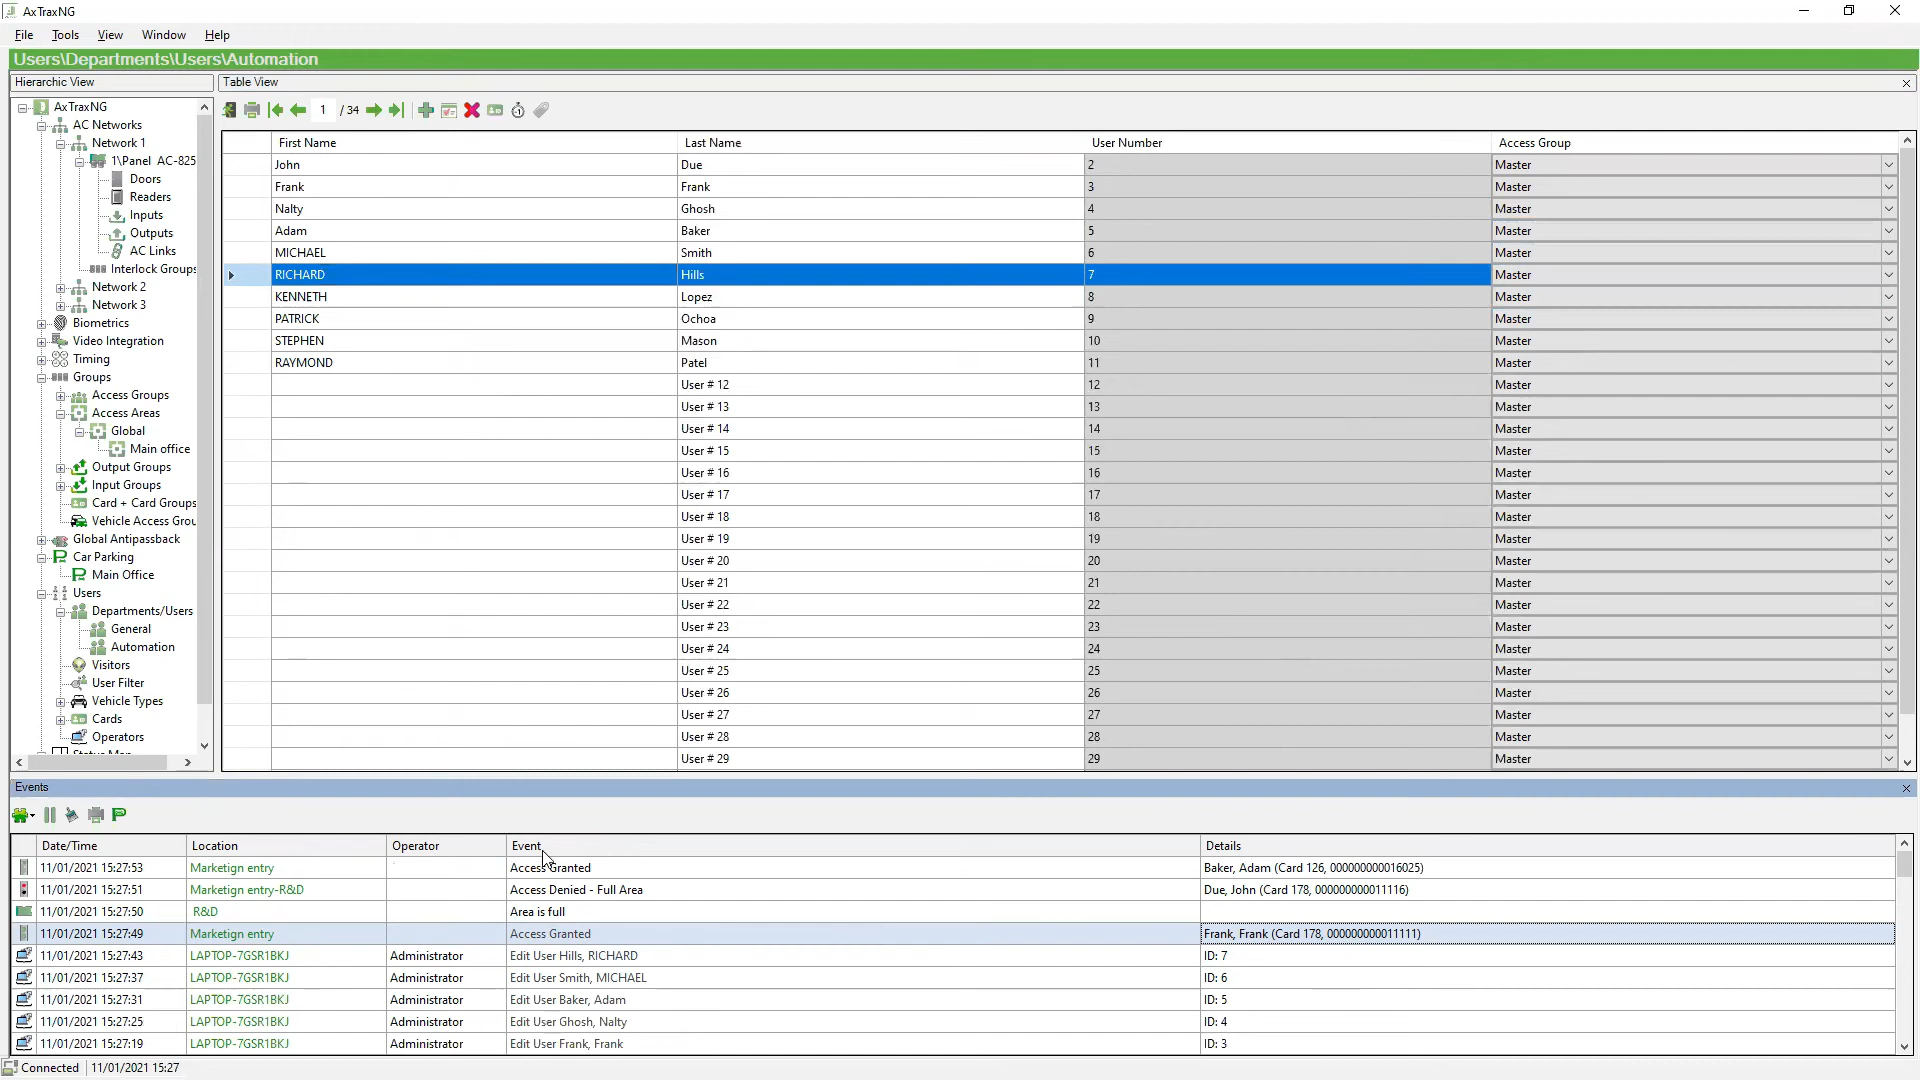 AxTraxNG
File Tools View Window Help
Users\Departments\Users\Automation
Hierarchic View
Table View
AxTraxNG
AC Networks
Network 1
1\Panel AC-825
Doors
Readers
Inputs
Outputs
AC Links
Interlock Groups
Network 2
Network 3
Biometrics
Video Integration
Timing
Groups
Access Groups
Access Areas
Global
Main office
Output Groups
Input Groups
Card + Card Groups
Vehicle Access Grou
Global Antipassback
Car Parking
Main Office
Users
Departments/Users
General
Automation
Visitors
User Filter
Vehicle Types
Cards
Operators
1 / 34
First Name Last Name User Number Access Group
John Due 2 Master
Frank Frank 3 Master
Nalty Ghosh 4 Master
Adam Baker 5 Master
MICHAEL Smith 6 Master
RICHARD Hills 7 Master
KENNETH Lopez 8 Master
PATRICK Ochoa 9 Master
STEPHEN Mason 10 Master
RAYMOND Patel 11 Master
User # 12 12 Master
User # 13 13 Master
User # 14 14 Master
User # 15 15 Master
User # 16 16 Master
User # 17 17 Master
User # 18 18 Master
User # 19 19 Master
User # 20 20 Master
User # 21 21 Master
User # 22 22 Master
User # 23 23 Master
User # 24 24 Master
User # 25 25 Master
User # 26 26 Master
User # 27 27 Master
User # 28 28 Master
User # 29 29 Master
Events
Date/Time Location Operator Event Details
11/01/2021 15:27:53 Marketign entry Access Granted Baker, Adam (Card 126, 000000000016025)
11/01/2021 15:27:51 Marketign entry-R&D Access Denied - Full Area Due, John (Card 178, 000000000011116)
11/01/2021 15:27:50 R&D Area is full
11/01/2021 15:27:49 Marketign entry Access Granted Frank, Frank (Card 178, 000000000011111)
11/01/2021 15:27:43 LAPTOP-7GSR1BKJ Administrator Edit User Hills, RICHARD ID: 7
11/01/2021 15:27:37 LAPTOP-7GSR1BKJ Administrator Edit User Smith, MICHAEL ID: 6
11/01/2021 15:27:31 LAPTOP-7GSR1BKJ Administrator Edit User Baker, Adam ID: 5
11/01/2021 15:27:25 LAPTOP-7GSR1BKJ Administrator Edit User Ghosh, Nalty ID: 4
11/01/2021 15:27:19 LAPTOP-7GSR1BKJ Administrator Edit User Frank, Frank ID: 3
Connected 11/01/2021 15:27